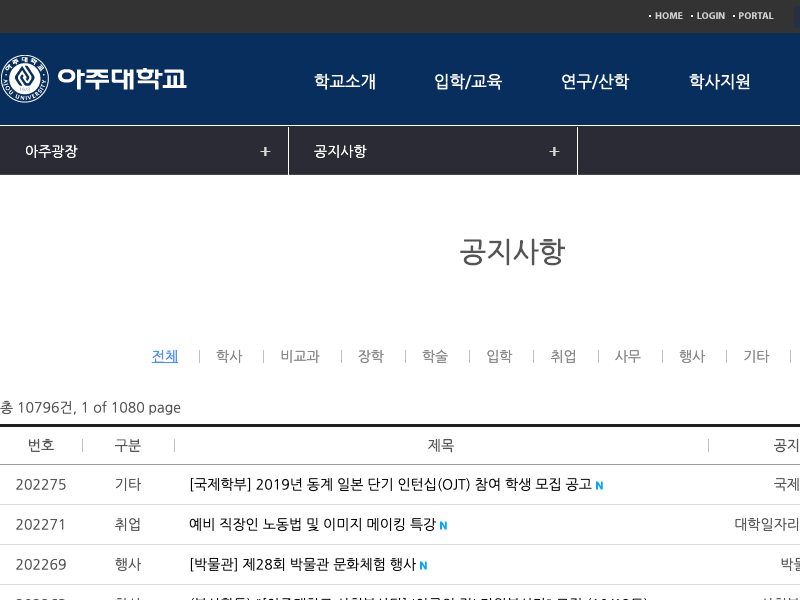 HOME LOGIN PORTAL
아주대학교
AJOU UNIVERSITY
아주대학교 학교소개 입학/교육 연구/산학 학사지원
아주광장 + 공지사항 +
공지사항
전체 학사 비교과 장학 학술 입학 취업 사무 행사 기타
총 10796건, 1 of 1080 page
번호 구분 제목 공지
202275 기타 [국제학부] 2019년 동계 일본 단기 인턴십(OJT) 참여 학생 모집 공고 N 국제
202271 취업 예비 직장인 노동법 및 이미지 메이킹 특강 N 대학일자리
202269 행사 [박물관] 제28회 박물관 문화체험 행사 N